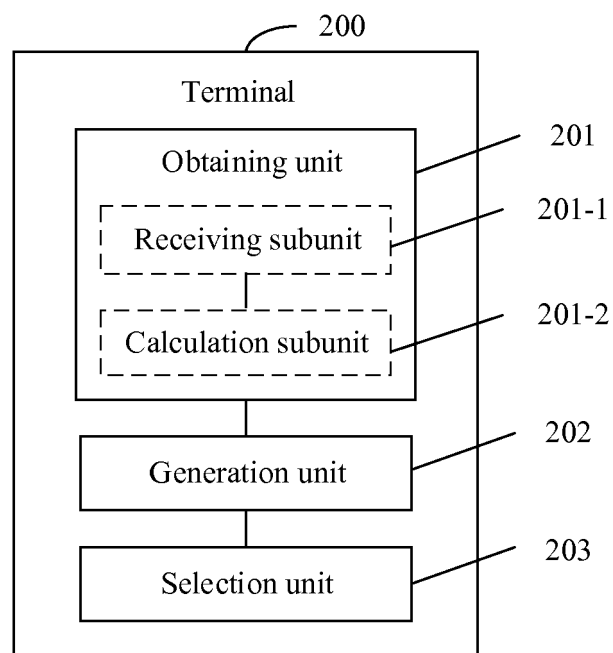 200
Terminal
201
Obtaining unit
201-1
Receiving subunit
201-2
Calculation subunit
202
Generation unit
203
Selection unit